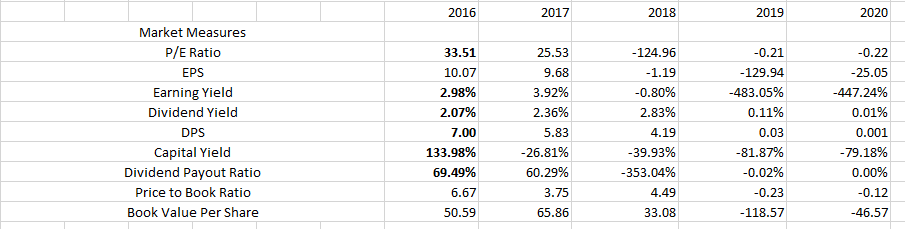 2016 2017 2018 2019 2020
Market Measures
P/E Ratio 33.51 25.53 -124.96 -0.21 -0.22
EPS 10.07 9.68 -1.19 -129.94 -25.05
Earning Yield 2.98% 3.92% -0.80% -483.05% -447.24%
Dividend Yield 2.07% 2.36% 2.83% 0.11% 0.01%
DPS 7.00 5.83 4.19 0.03 0.001
Capital Yield 133.98% -26.81% -39.93% -81.87% -79.18%
Dividend Payout Ratio 69.49% 60.29% -353.04% -0.02% 0.00%
Price to Book Ratio 6.67 3.75 4.49 -0.23 -0.12
Book Value Per Share 50.59 65.86 33.08 -118.57 -46.57